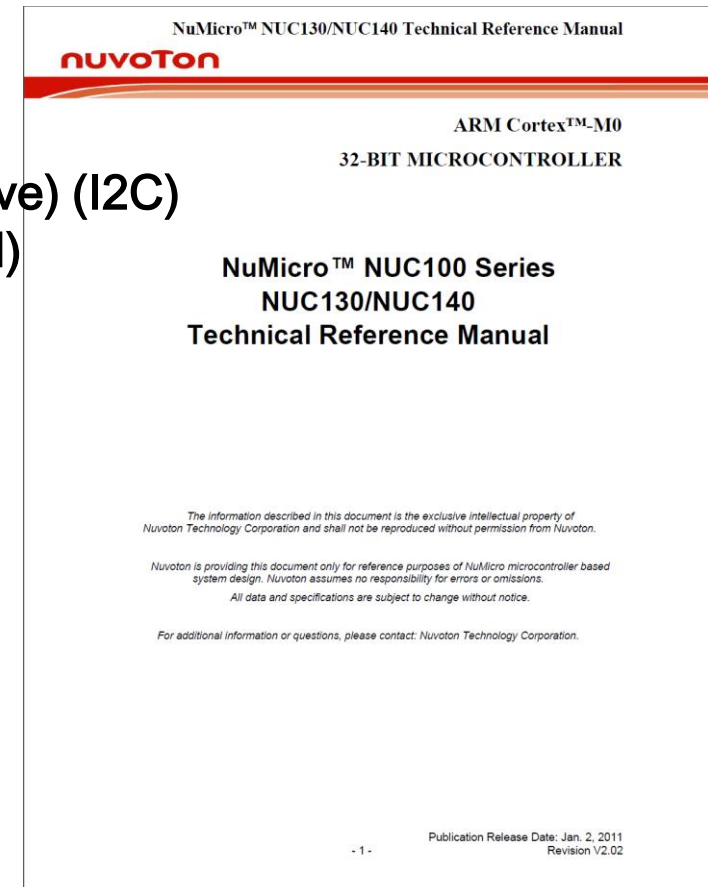 NuMicro™ NUC130/NUC140 Technical Reference Manual
nuvoTon
ARM Cortex™-M0
32-BIT MICROCONTROLLER
(I2C)
NuMicro™ NUC100 Series
NUC130/NUC140
Technical Reference Manual
The information described in this document is the exclusive intellectual property of
Nuvoton Technology Corporation and shall not be reproduced without permission from Nuvoton.
Nuvoton is providing this document only for reference purposes of NuMicro microcontroller based
system design. Nuvoton assumes no responsibility for errors or omissions.
All data and specifications are subject to change without notice.
For additional information or questions, please contact: Nuvoton Technology Corporation.
Publication Release Date: Jan. 2, 2011
- 1 - Revision V2.02